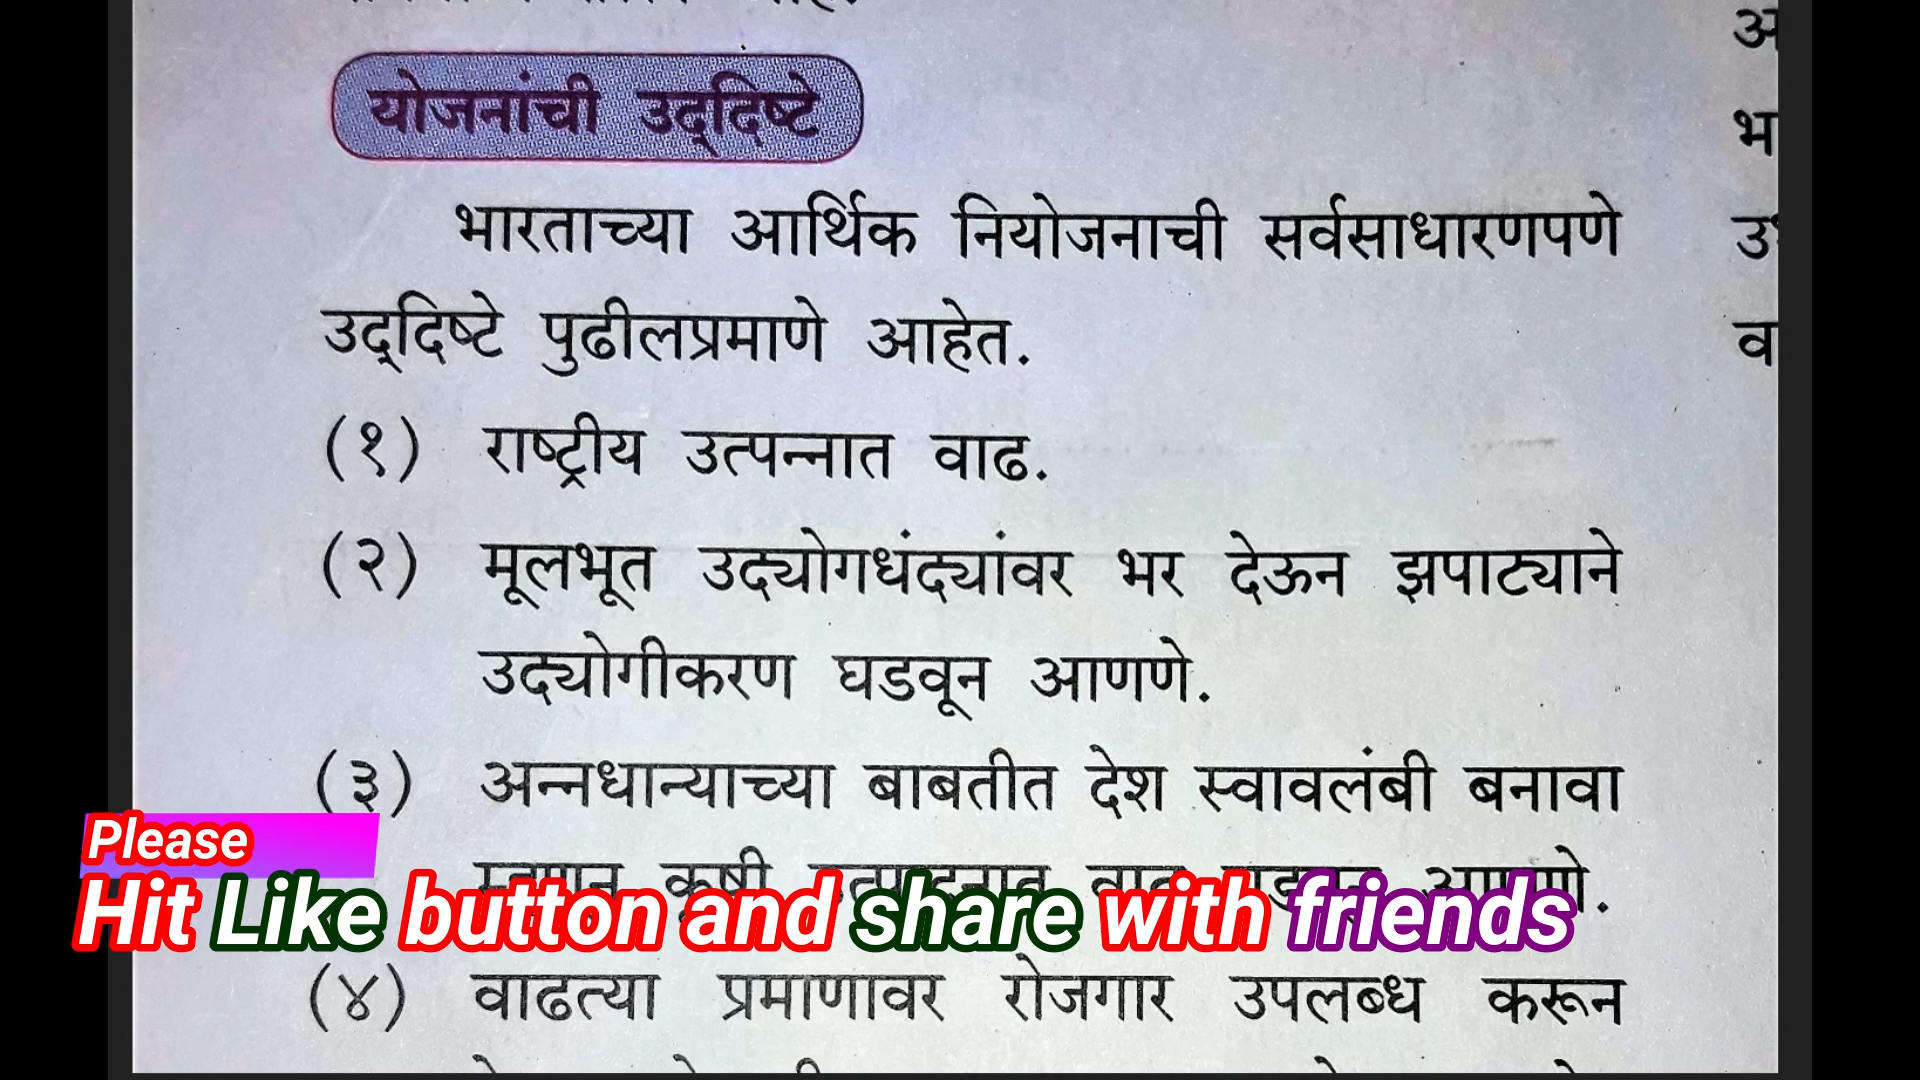 योजनांची उद्‌दिष्टे
भारताच्या आर्थिक नियोजनाची सर्वसाधारणपणे
उद्‌दिष्टे पुढीलप्रमाणे आहेत.
(१) राष्ट्रीय उत्पन्नात वाढ.
(२) मूलभूत उद्योगधंद्यांवर भर देऊन झपाट्याने
उद्योगीकरण घडवून आणणे.
(३) अन्नधान्याच्या बाबतीत देश स्वावलंबी बनावा
कृषी
Please
Hit Like button and share with friends
(४) वाढत्या प्रमाणावर रोजगार उपलब्ध करून